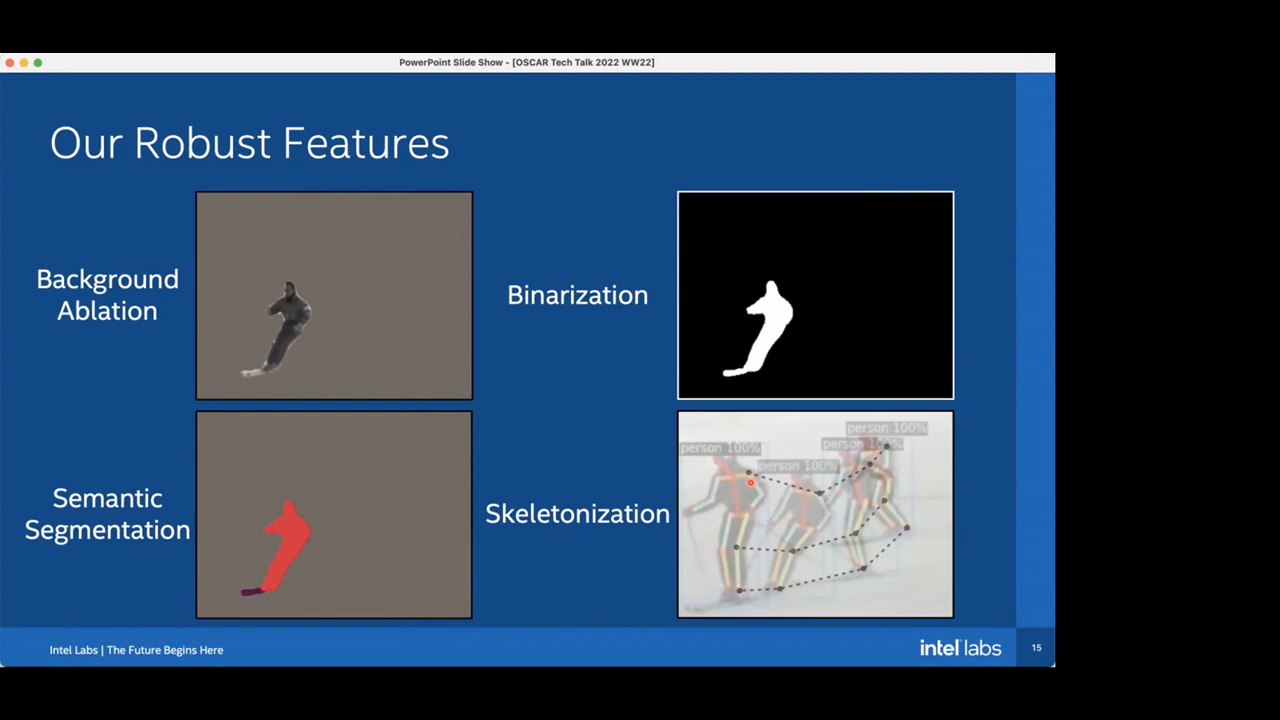 PowerPoint Slide Show - [OSCAR Tech Talk 2022 WW22]
Our Robust Features
Background
Ablation
Binarization
Semantic
Segmentation
Skeletonization
person 100%
person 100%
person 100%
person 100%
Intel Labs | The Future Begins Here
intel labs
15